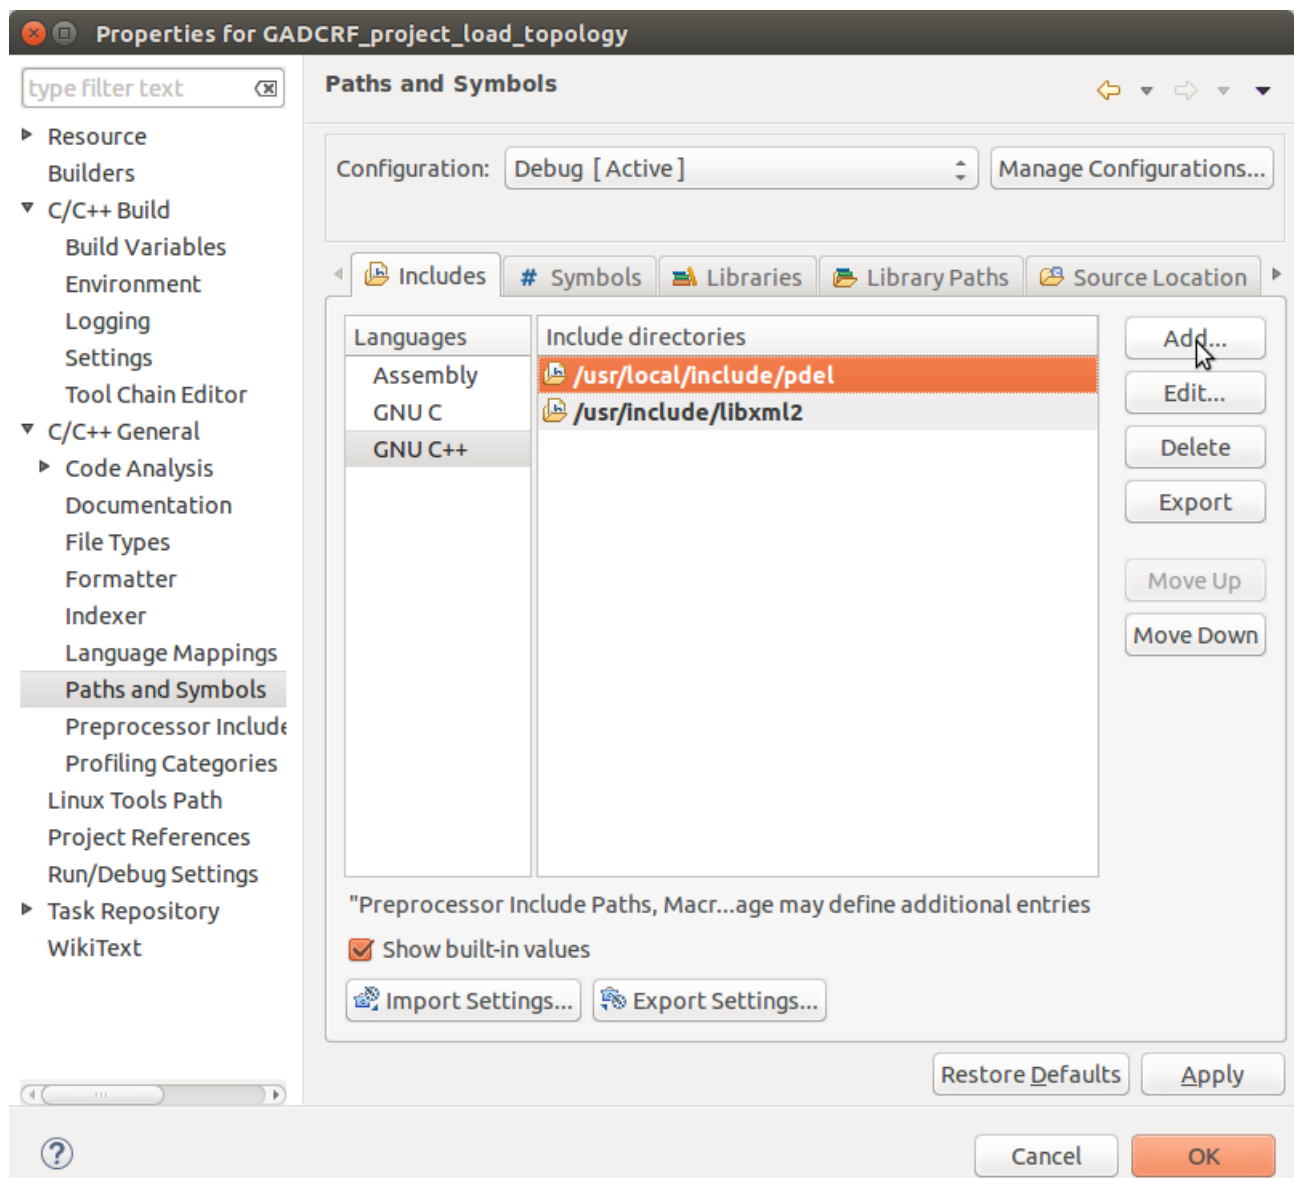 Properties for GADCRF_project_load_topology
type filter text
Resource
Builders
C/C++ Build
Build Variables
Environment
Logging
Settings
Tool Chain Editor
C/C++ General
Code Analysis
Documentation
File Types
Formatter
Indexer
Language Mappings
Paths and Symbols
Preprocessor Include
Profiling Categories
Linux Tools Path
Project References
Run/Debug Settings
Task Repository
WikiText
Paths and Symbols
Configuration: Debug [ Active ] Manage Configurations...
Includes # Symbols Libraries Library Paths Source Location
Languages
Assembly
GNU C
GNU C++
Include directories
/usr/local/include/pdel
/usr/include/libxml2
Add...
Edit...
Delete
Export
Move Up
Move Down
"Preprocessor Include Paths, Macr...age may define additional entries
Show built-in values
Import Settings... Export Settings...
Restore Defaults Apply
? Cancel OK